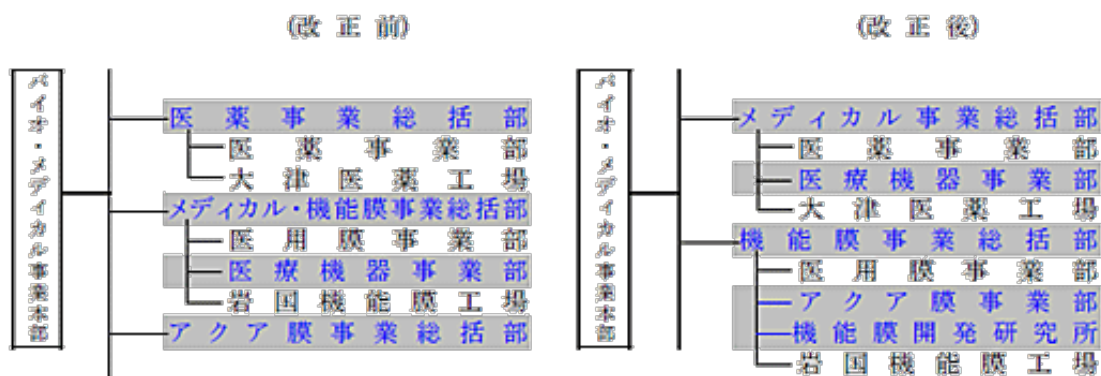 (改正前)
バイオ・メディカル事業本部
医薬事業総括部
医薬事業部
大津医薬工場
メディカル・機能膜事業総括部
医用膜事業部
医療機器事業部
岩国機能膜工場
アクア膜事業総括部
(改正後)
バイオ・メディカル事業本部
メディカル事業総括部
医薬事業部
医療機器事業部
大津医薬工場
機能膜事業総括部
医用膜事業部
アクア膜事業部
機能膜開発研究所
岩国機能膜工場